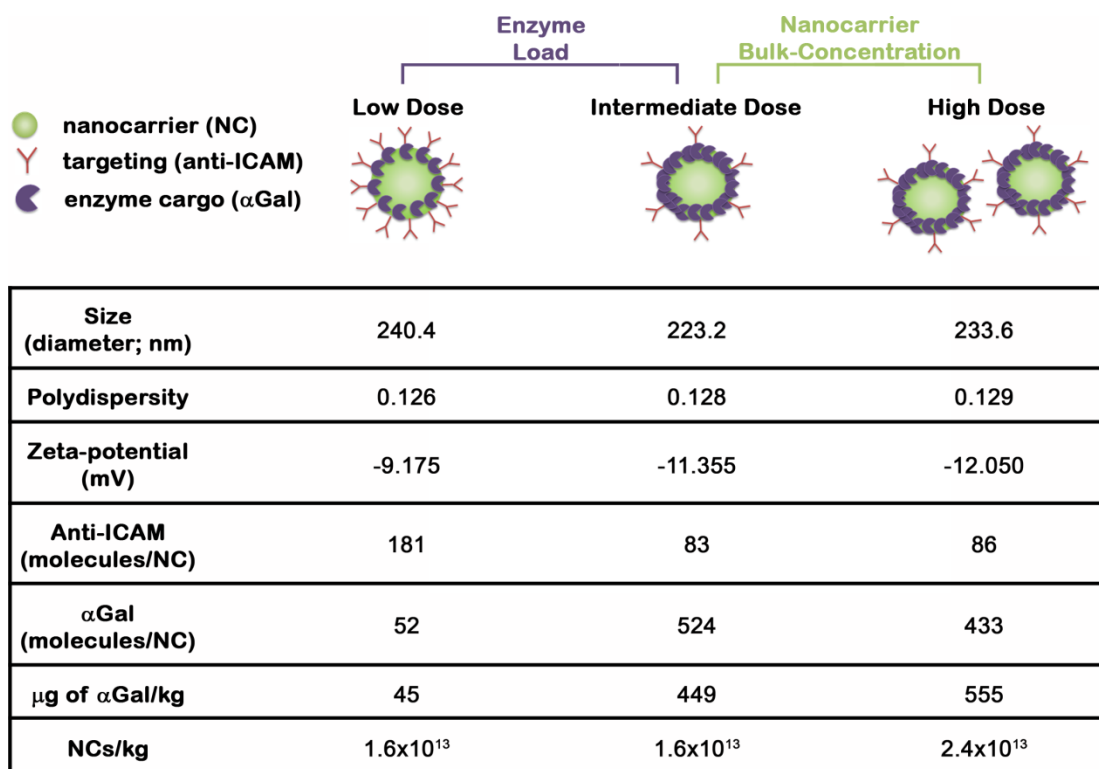 Enzyme
Load
Nanocarrier
Bulk-Concentration
Low Dose
Intermediate Dose
High Dose
nanocarrier (NC)
targeting (anti-ICAM)
enzyme cargo (αGal)
Size
(diameter; nm)
240.4
223.2
233.6
Polydispersity
0.126
0.128
0.129
Zeta-potential
(mV)
-9.175
-11.355
-12.050
Anti-ICAM
(molecules/NC)
181
83
86
αGal
(molecules/NC)
52
524
433
μg of αGal/kg
45
449
555
NCs/kg
1.6x10¹³
1.6x10¹³
2.4x10¹³